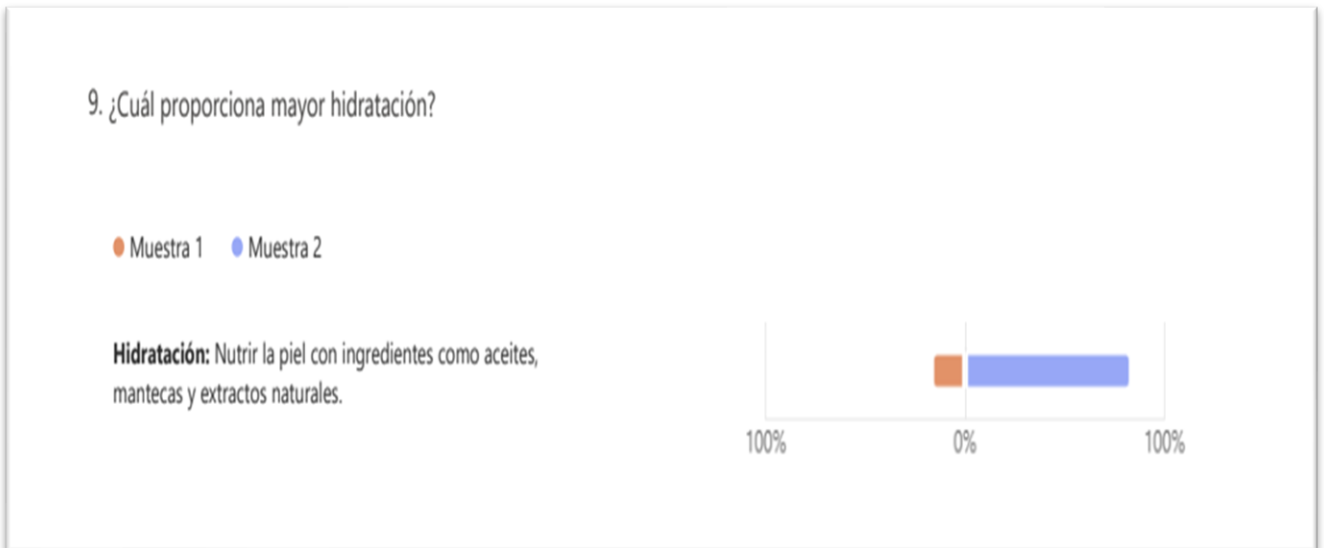 9. ¿Cuál proporciona mayor hidratación?
Muestra 1 Muestra 2
Hidratación: Nutrir la piel con ingredientes como aceites,
mantecas y extractos naturales.
100% 0% 100%